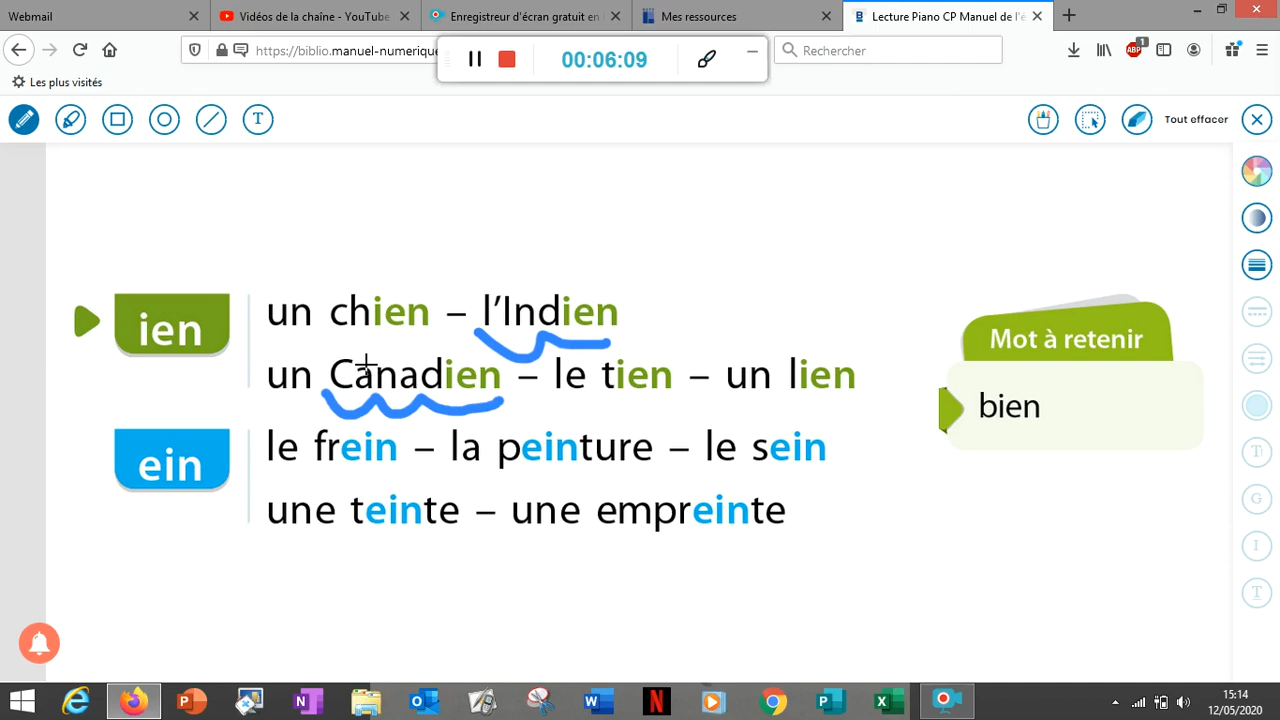 Webmail
Vidéos de la chaîne - YouTube
Enregistreur d'écran gratuit en
Mes ressources
Lecture Piano CP Manuel de l'é
https://biblio.manuel-numerique
00:06:09
Rechercher
ABP
1
Les plus visités
T
Tout effacer
ien
un chien – l'Indien
un Canadien – le tien – un lien
ein
le frein – la peinture – le sein
une teinte – une empreinte
Mot à retenir
bien
G
I
T
15:14
12/05/2020